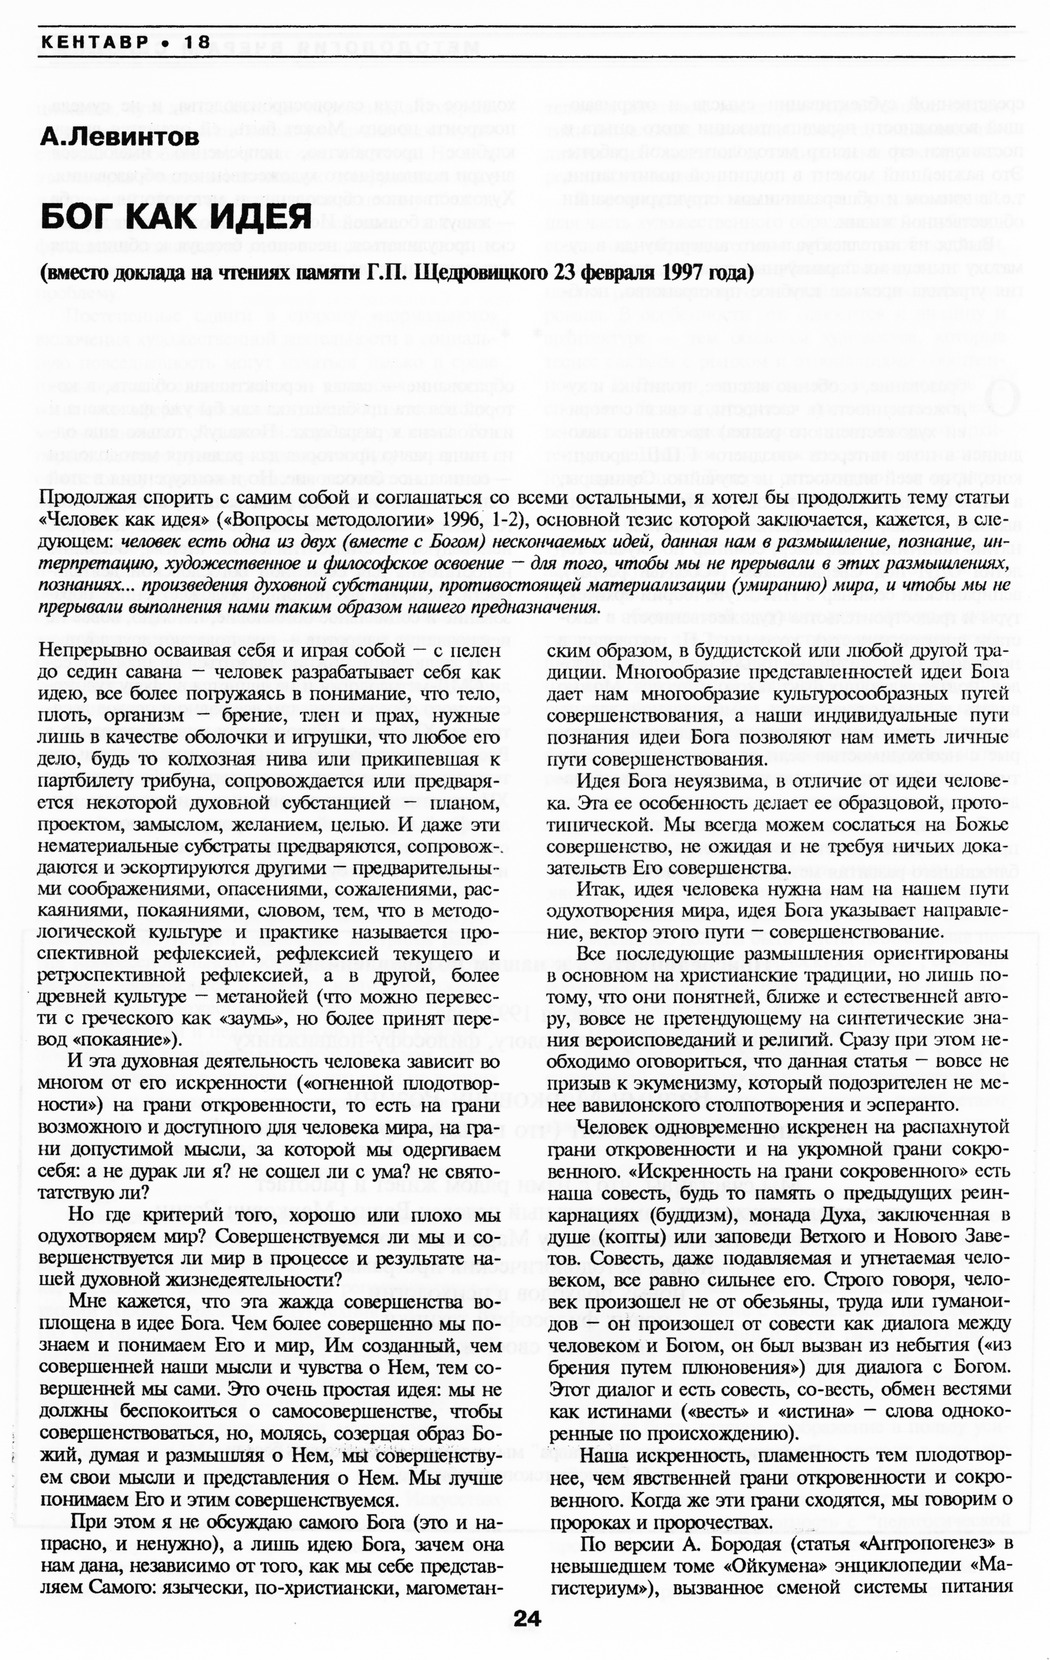 КЕНТАВР • 18
А.Левинтов
БОГ КАК ИДЕЯ
(вместо доклада на чтениях памяти Г.П. Щедровицкого 23 февраля 1997 года)
Продолжая спорить с самим собой и соглашаться со всеми остальными, я хотел бы продолжить тему статьи
«Человек как идея» («Вопросы методологии» 1996, 1-2), основной тезис которой заключается, кажется, в сле-
дующем: человек есть одна из двух (вместе с Богом) нескончаемых идей, данная нам в размышление, познание, ин-
терпретацию, художественное и философское освоение — для того, чтобы мы не прерывали в этих размышлениях,
познаниях... произведения духовной субстанции, противостоящей материализации (умиранию) мира, и чтобы мы не
прерывали выполнения нами таким образом нашего предназначения.
Непрерывно осваивая себя и играя собой — с пелен
до седин савана — человек разрабатывает себя как
идею, все более погружаясь в понимание, что тело,
плоть, организм — брение, тлен и прах, нужные
лишь в качестве оболочки и игрушки, что любое его
дело, будь то колхозная нива или прикипевшая к
партбилету трибуна, сопровождается или предваря-
ется некоторой духовной субстанцией — планом,
проектом, замыслом, желанием, целью. И даже эти
нематериальные субстраты предваряются, сопровож-
даются и эскортируются другими — предварительны-
ми соображениями, опасениями, сожалениями, рас-
каяниями, покаяниями, словом, тем, что в методо-
логической культуре и практике называется про-
спективной рефлексией, рефлексией текущего и
ретроспективной рефлексией, а в другой, более
древней культуре — метанойей (что можно перевес-
ти с греческого как «заумь», но более принят пере-
вод «покаяние»).
И эта духовная деятельность человека зависит во
многом от его искренности («огненной плодотвор-
ности») на грани откровенности, то есть на грани
возможного и доступного для человека мира, на гра-
ни допустимой мысли, за которой мы одергиваем
себя: а не дурак ли я? не сошел ли с ума? не свято-
татствую ли?
Но где критерий того, хорошо или плохо мы
одухотворяем мир? Совершенствуемся ли мы и со-
вершенствуется ли мир в процессе и результате на-
шей духовной жизнедеятельности?
Мне кажется, что эта жажда совершенства во-
площена в идее Бога. Чем более совершенно мы по-
знаем и понимаем Его и мир, Им созданный, чем
совершенней наши мысли и чувства о Нем, тем со-
вершенней мы сами. Это очень простая идея: мы не
должны беспокоиться о самосовершенстве, чтобы
совершенствоваться, но, молясь, созерцая образ Бо-
жий, думая и размышляя о Нем, мы совершенству-
ем свои мысли и представления о Нем. Мы лучше
понимаем Его и этим совершенствуемся.
При этом я не обсуждаю самого Бога (это и на-
прасно, и ненужно), а лишь идею Бога, зачем она
нам дана, независимо от того, как мы себе представ-
ляем Самого: язычески, по-христиански, магометан-
ским образом, в буддистской или любой другой тра-
диции. Многообразие представленностей идеи Бога
дает нам многообразие культуросообразных путей
совершенствования, а наши индивидуальные пути
познания идеи Бога позволяют нам иметь личные
пути совершенствования.
Идея Бога неуязвима, в отличие от идеи челове-
ка. Эта ее особенность делает ее образцовой, прото-
типической. Мы всегда можем сослаться на Божье
совершенство, не ожидая и не требуя ничьих дока-
зательств Его совершенства.
Итак, идея человека нужна нам на нашем пути
одухотворения мира, идея Бога указывает направле-
ние, вектор этого пути — совершенствование.
Все последующие размышления ориентированы
в основном на христианские традиции, но лишь по-
тому, что они понятней, ближе и естественней авто-
ру, вовсе не претендующему на синтетические зна-
ния вероисповеданий и религий. Сразу при этом не-
обходимо оговориться, что данная статья — вовсе не
призыв к экуменизму, который подозрителен не ме-
нее вавилонского столпотворения и эсперанто.
Человек одновременно искренен на распахнутой
грани откровенности и на укромной грани сокро-
венного. «Искренность на грани сокровенного» есть
наша совесть, будь то память о предыдущих реин-
карнациях (буддизм), монада Духа, заключенная в
душе (копты) или заповеди Ветхого и Нового Заве-
тов. Совесть, даже подавляемая и угнетаемая чело-
веком, все равно сильнее его. Строго говоря, чело-
век произошел не от обезьяны, труда или гуманои-
дов — он произошел от совести как диалога между
человеком и Богом, он был вызван из небытия («из
брения путем плюновения») для диалога с Богом.
Этот диалог и есть совесть, со-весть, обмен вестями
как истинами («весть» и «истина» — слова одноко-
ренные по происхождению).
Наша искренность, пламенность тем плодотвор-
нее, чем явственней грани откровенности и сокро-
венного. Когда же эти грани сходятся, мы говорим о
пророках и пророчествах.
По версии А. Бородая (статья «Антропогенез» в
невышедшем томе «Ойкумена» энциклопедии «Ма-
гистериум»), вызванное сменой системы питания
24